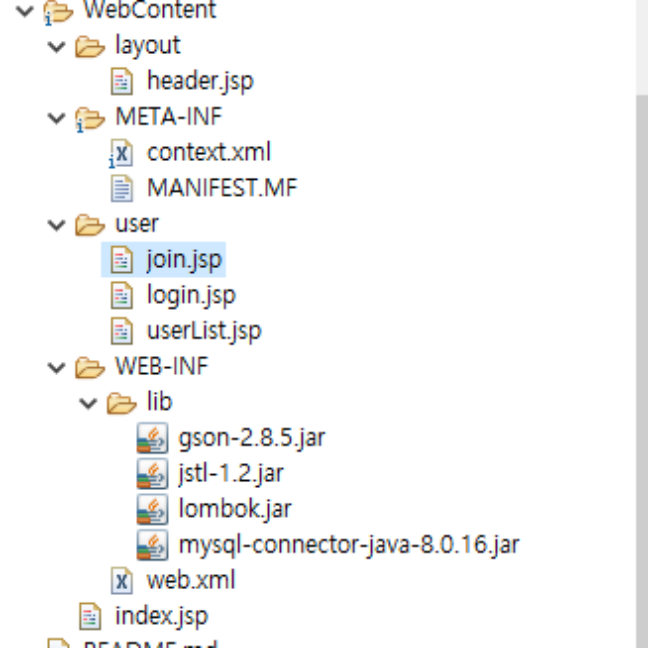 WebContent
layout
header.jsp
META-INF
context.xml
MANIFEST.MF
user
join.jsp
login.jsp
userList.jsp
WEB-INF
lib
gson-2.8.5.jar
jstl-1.2.jar
lombok.jar
mysql-connector-java-8.0.16.jar
web.xml
index.jsp
README.md